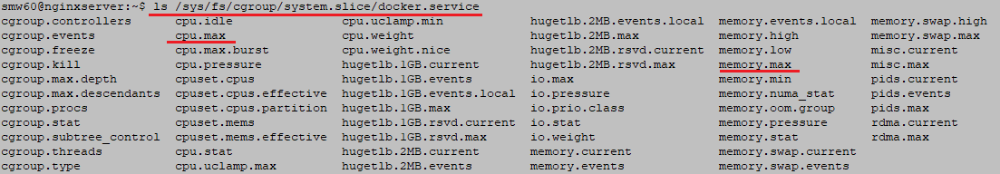 smw60@nginxserver:~$ ls /sys/fs/cgroup/system.slice/docker.service
cgroup.controllers cpu.idle cpu.uclamp.min hugetlb.2MB.events.local memory.events.local memory.swap.high
cgroup.events cpu.max cpu.weight hugetlb.2MB.max memory.high memory.swap.max
cgroup.freeze cpu.max.burst cpu.weight.nice hugetlb.2MB.rsvd.current memory.low misc.current
cgroup.kill cpu.pressure hugetlb.1GB.current hugetlb.2MB.rsvd.max memory.max misc.max
cgroup.max.depth cpuset.cpus hugetlb.1GB.events io.max memory.min pids.current
cgroup.max.descendants cpuset.cpus.effective hugetlb.1GB.events.local io.pressure memory.numa_stat pids.events
cgroup.procs cpuset.cpus.partition hugetlb.1GB.max io.prio.class memory.oom.group pids.max
cgroup.stat cpuset.mems hugetlb.1GB.rsvd.current io.stat memory.pressure rdma.current
cgroup.subtree_control cpuset.mems.effective hugetlb.1GB.rsvd.max io.weight memory.stat rdma.max
cgroup.threads cpu.stat hugetlb.2MB.current memory.current memory.swap.current
cgroup.type cpu.uclamp.max hugetlb.2MB.events memory.events memory.swap.events